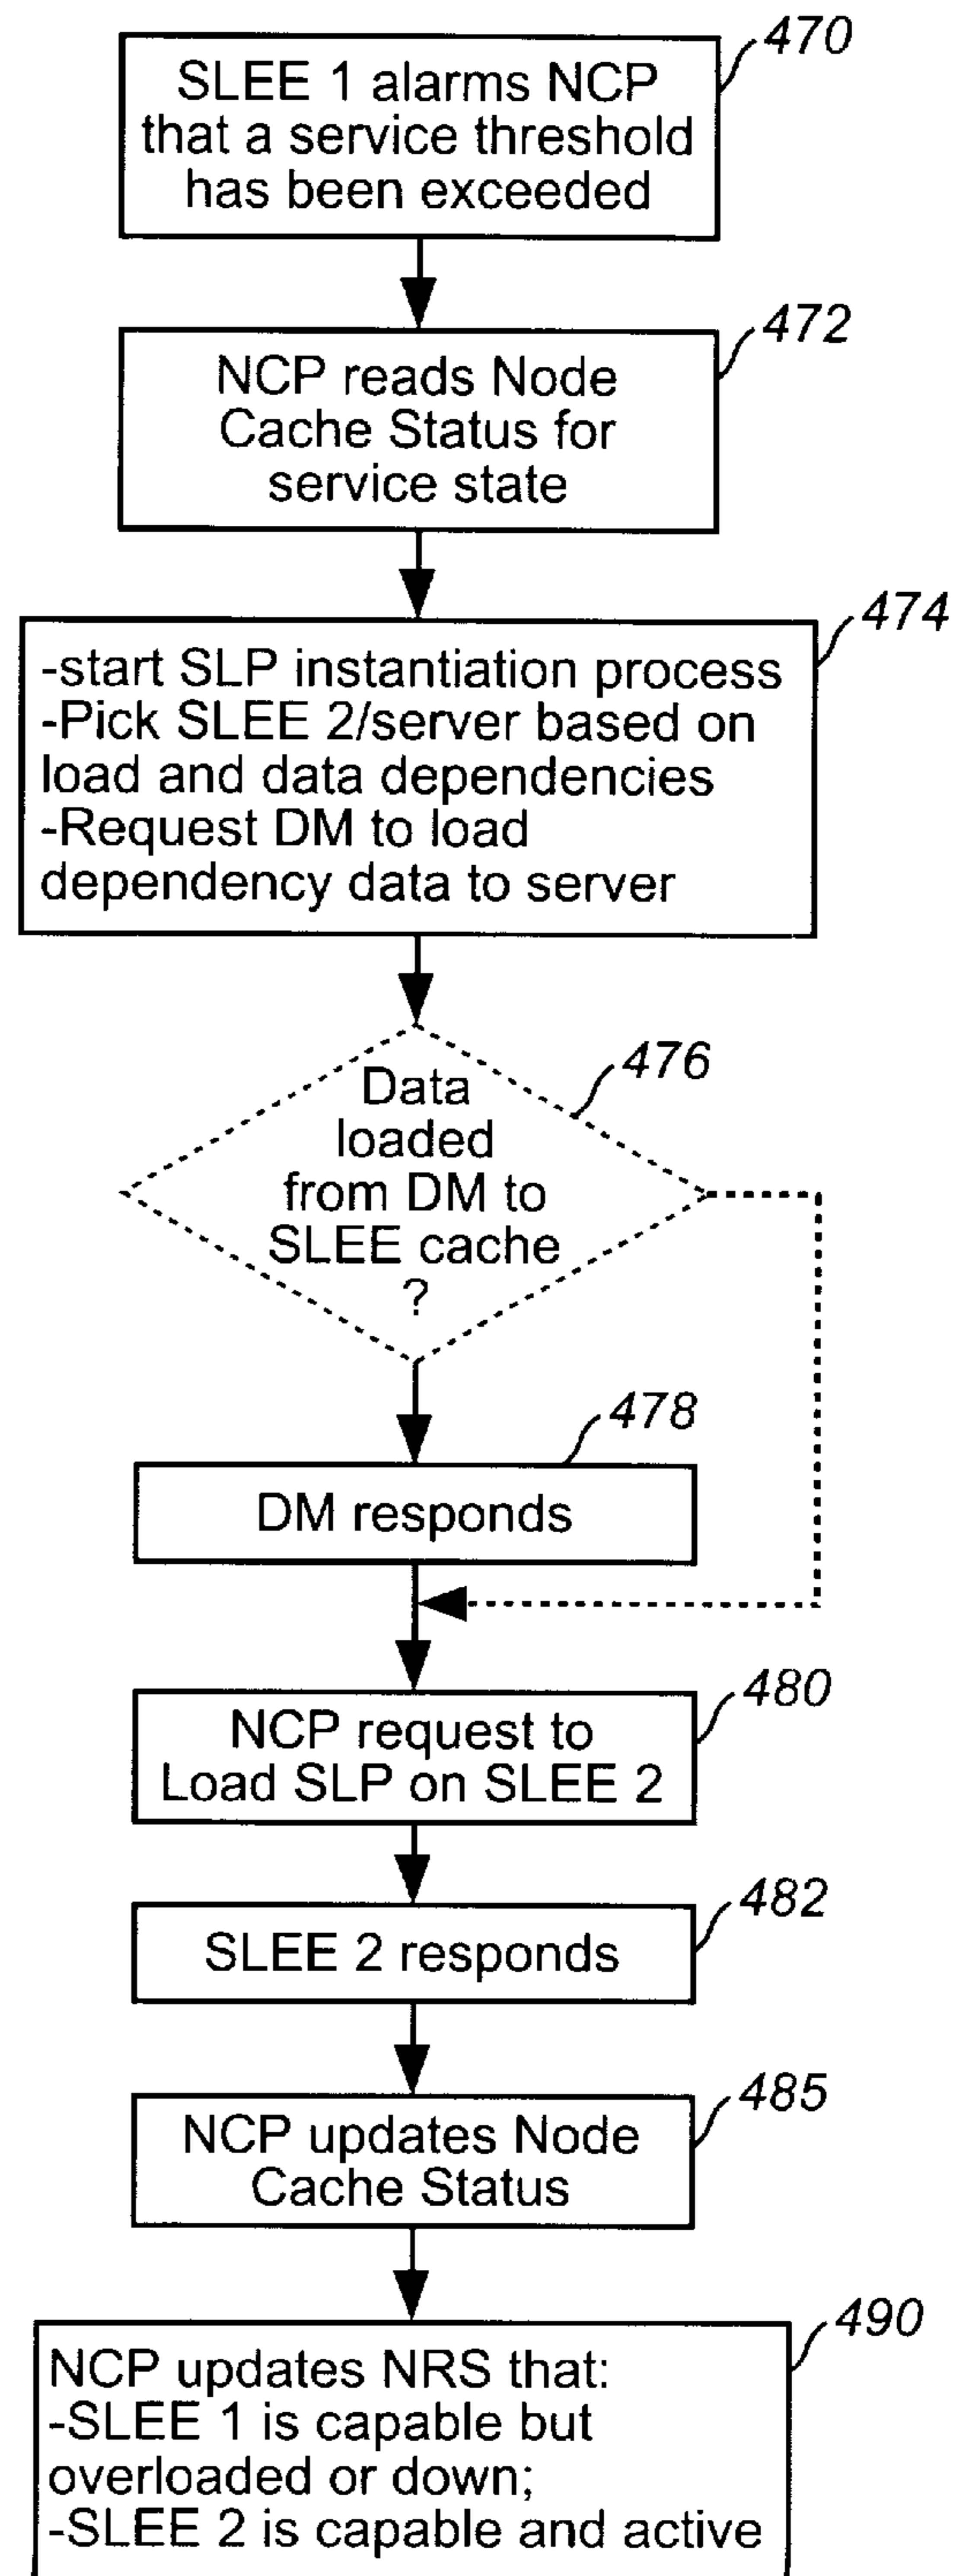 470
SLEE 1 alarms NCP
that a service threshold
has been exceeded
472
NCP reads Node
Cache Status for
service state
474
-start SLP instantiation process
-Pick SLEE 2/server based on
load and data dependencies
-Request DM to load
dependency data to server
476
Data
loaded
from DM to
SLEE cache
?
478
DM responds
480
NCP request to
Load SLP on SLEE 2
482
SLEE 2 responds
485
NCP updates Node
Cache Status
490
NCP updates NRS that:
-SLEE 1 is capable but
overloaded or down;
-SLEE 2 is capable and active